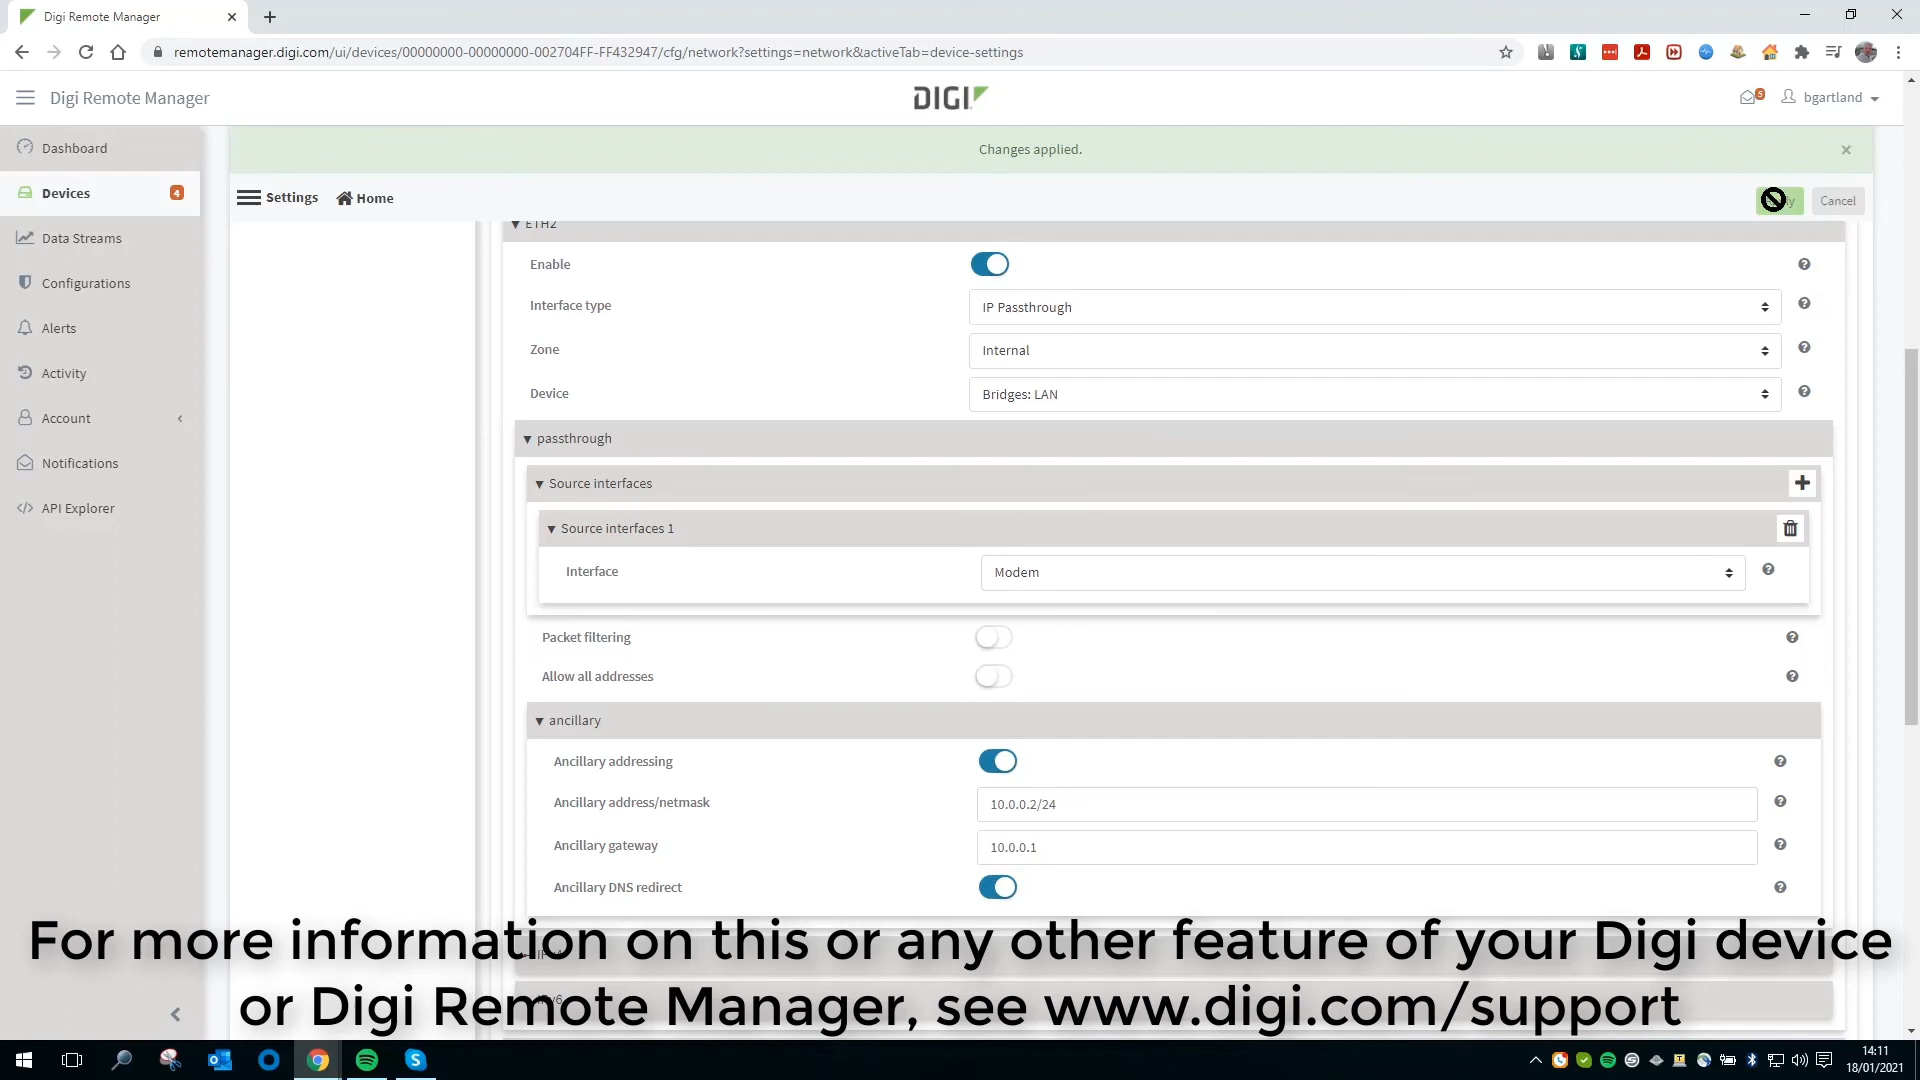 Digi Remote Manager
remotemanager.digi.com/ui/devices/00000000-00000000-002704FF-FF432947/cfg/network?settings=network&activeTab=device-settings
Digi Remote Manager
DIGI
5
bgartland
Dashboard
Changes applied.
Devices
4
Settings
Home
Cancel
Data Streams
Configurations
Alerts
Activity
Account
Notifications
API Explorer
ETH2
Enable
Interface type
IP Passthrough
Zone
Internal
Device
Bridges: LAN
passthrough
Source interfaces
Source interfaces 1
Interface
Modem
Packet filtering
Allow all addresses
ancillary
Ancillary addressing
Ancillary address/netmask
10.0.0.2/24
Ancillary gateway
10.0.0.1
Ancillary DNS redirect
For more information on this or any other feature of your Digi device
or Digi Remote Manager, see www.digi.com/support
14:11
18/01/2021